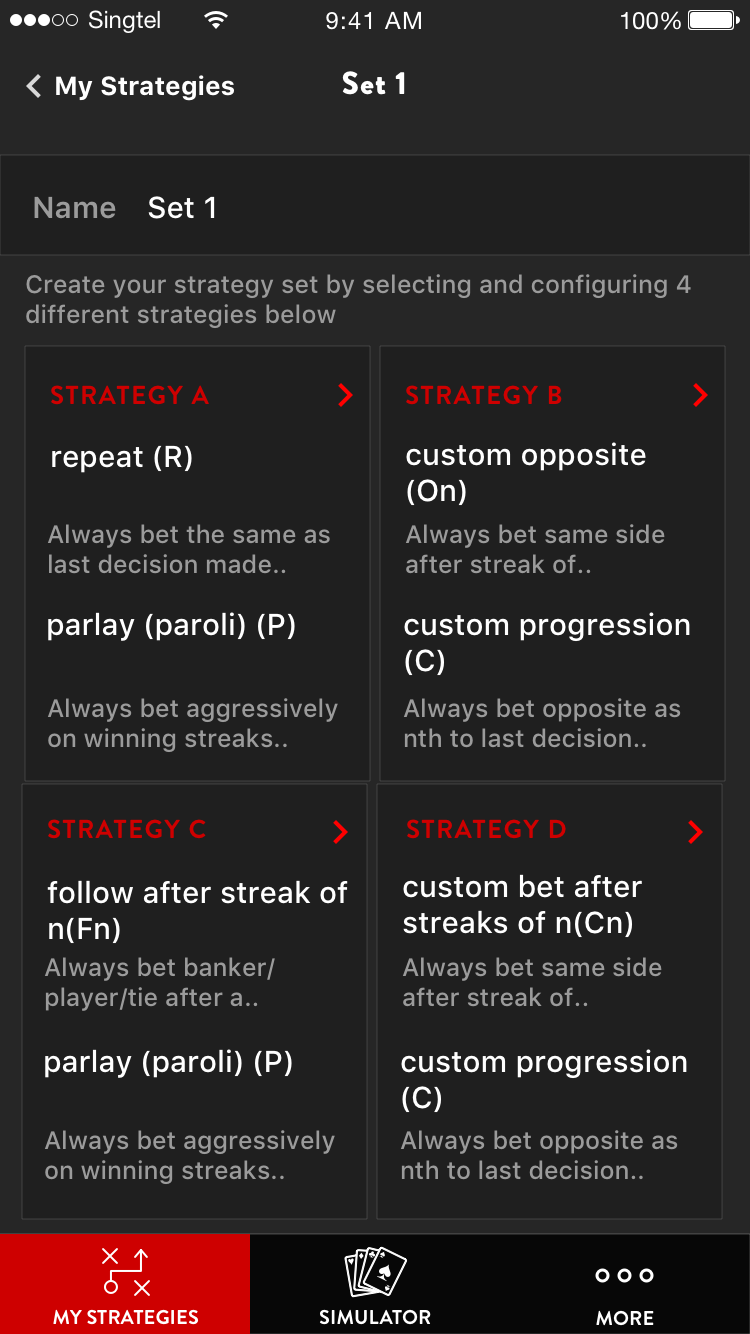 Singtel 9:41 AM 100%
My Strategies Set 1
Name Set 1
Create your strategy set by selecting and configuring 4
different strategies below
STRATEGY A
repeat (R)
Always bet the same as
last decision made..
parlay (paroli) (P)
Always bet aggressively
on winning streaks..
STRATEGY B
custom opposite
(On)
Always bet same side
after streak of..
custom progression
(C)
Always bet opposite as
nth to last decision..
STRATEGY C
follow after streak of
n(Fn)
Always bet banker/
player/tie after a..
parlay (paroli) (P)
Always bet aggressively
on winning streaks..
STRATEGY D
custom bet after
streaks of n(Cn)
Always bet same side
after streak of..
custom progression
(C)
Always bet opposite as
nth to last decision..
MY STRATEGIES SIMULATOR MORE